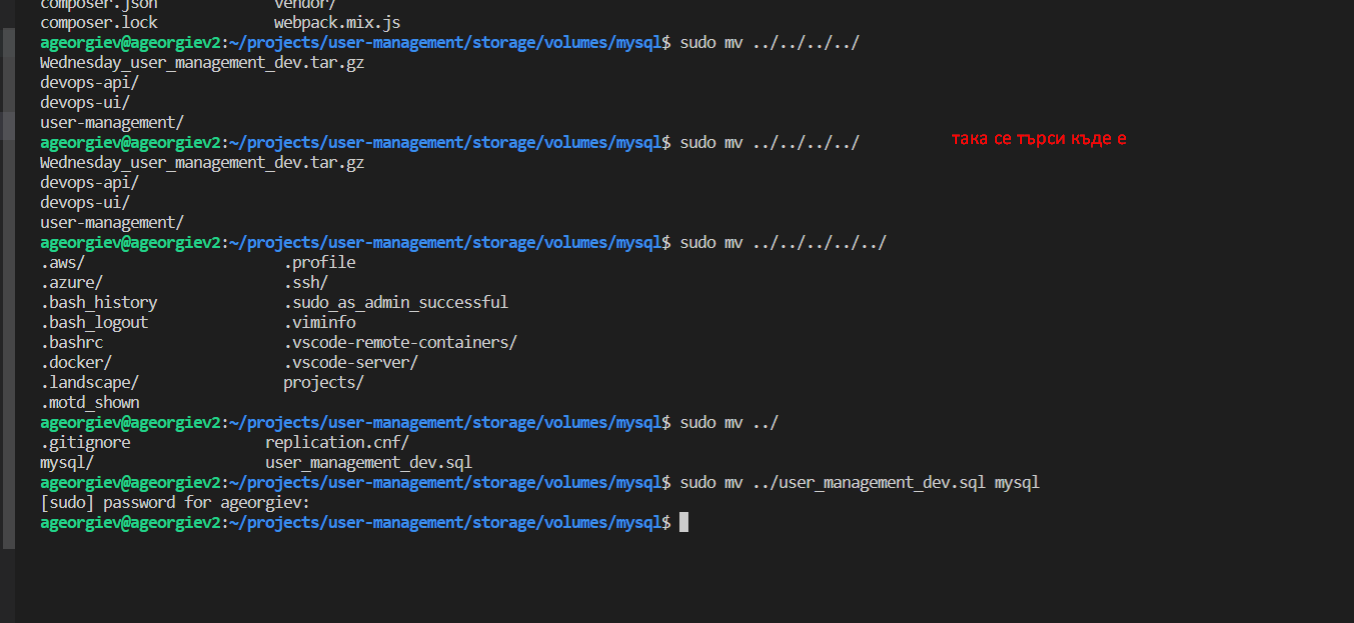 composer.json vendor/
composer.lock webpack.mix.js
ageorgiev@ageorgiev2:~/projects/user-management/storage/volumes/mysql$ sudo mv ../../../../
Wednesday_user_management_dev.tar.gz
devops-api/
devops-ui/
user-management/
ageorgiev@ageorgiev2:~/projects/user-management/storage/volumes/mysql$ sudo mv ../../../../ така се търси къде е
Wednesday_user_management_dev.tar.gz
devops-api/
devops-ui/
user-management/
ageorgiev@ageorgiev2:~/projects/user-management/storage/volumes/mysql$ sudo mv ../../../../../
.aws/ .profile
.azure/ .ssh/
.bash_history .sudo_as_admin_successful
.bash_logout .viminfo
.bashrc .vscode-remote-containers/
.docker/ .vscode-server/
.landscape/ projects/
.motd_shown
ageorgiev@ageorgiev2:~/projects/user-management/storage/volumes/mysql$ sudo mv ../
.gitignore replication.cnf/
mysql/ user_management_dev.sql
ageorgiev@ageorgiev2:~/projects/user-management/storage/volumes/mysql$ sudo mv ../user_management_dev.sql mysql
[sudo] password for ageorgiev:
ageorgiev@ageorgiev2:~/projects/user-management/storage/volumes/mysql$